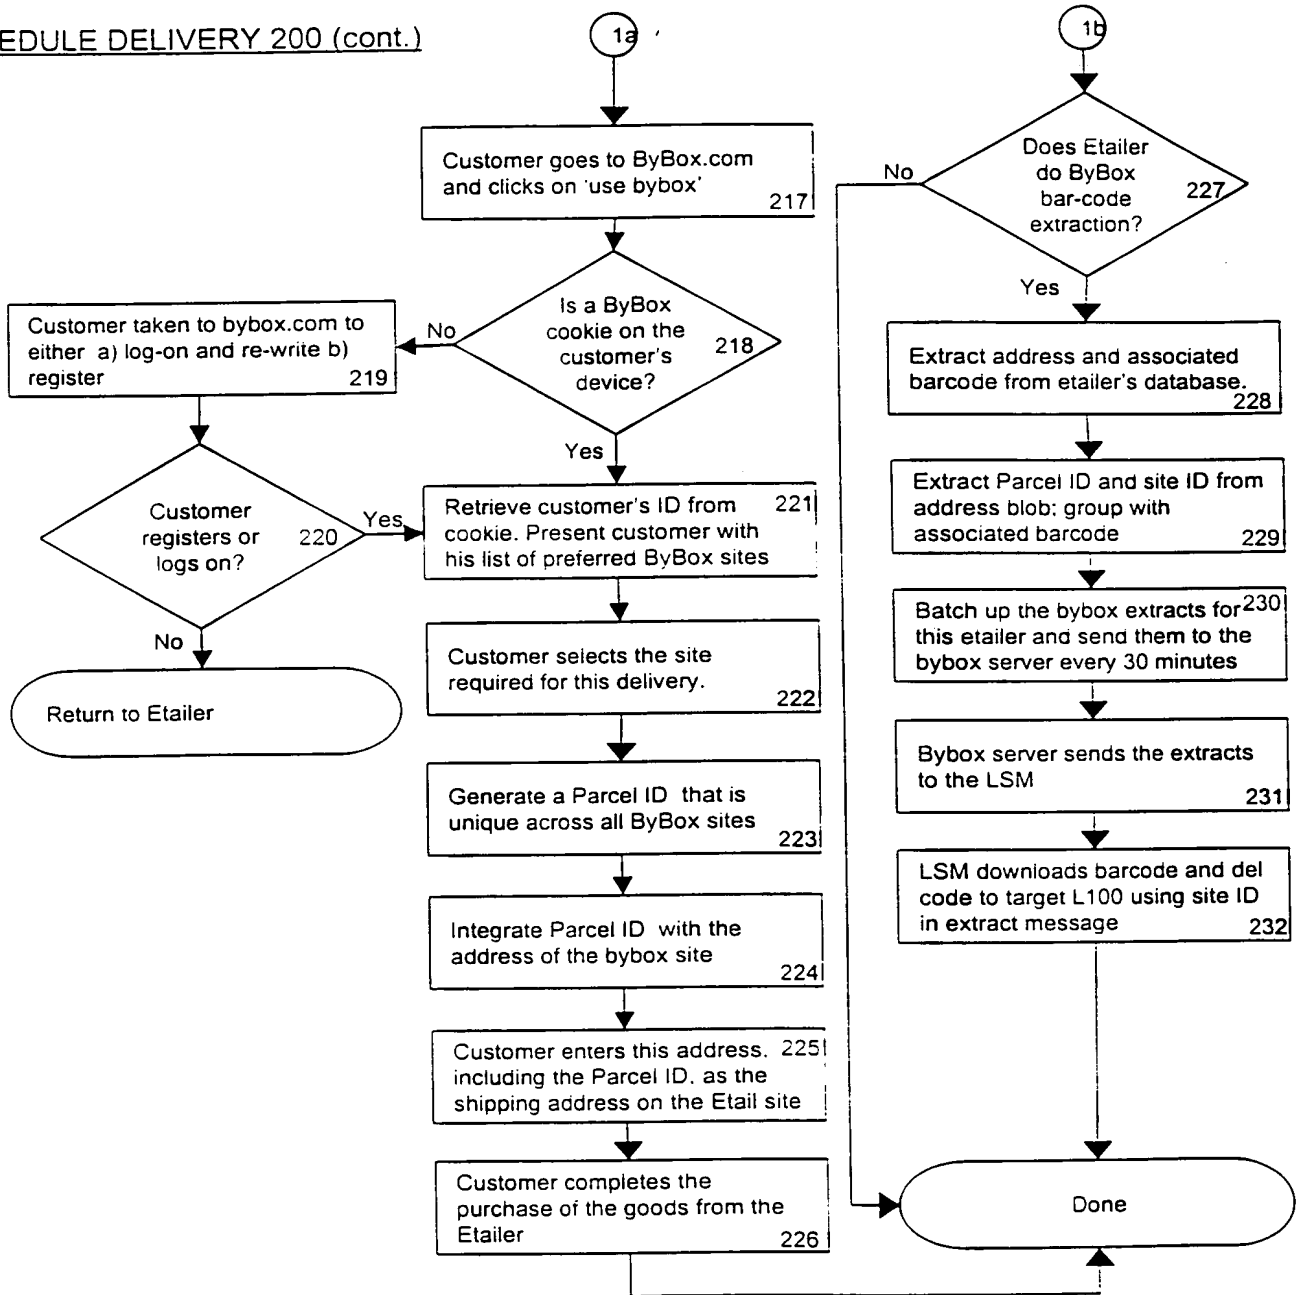 EDULE DELIVERY 200 (cont.)
1a
Customer goes to ByBox.com
and clicks on 'use bybox'
217
Is a ByBox
cookie on the
customer's
device?
218
No
Yes
Customer taken to bybox.com to
either a) log-on and re-write b)
register
219
Customer
registers or
logs on?
220
Yes
No
Return to Etailer
Retrieve customer's ID from
cookie. Present customer with
his list of preferred ByBox sites
221
Customer selects the site
required for this delivery.
222
Generate a Parcel ID that is
unique across all ByBox sites
223
Integrate Parcel ID with the
address of the bybox site
224
Customer enters this address.
including the Parcel ID. as the
shipping address on the Etail site
225
Customer completes the
purchase of the goods from the
Etailer
226
1b
Does Etailer
do ByBox
bar-code
extraction?
227
No
Yes
Extract address and associated
barcode from etailer's database.
228
Extract Parcel ID and site ID from
address blob: group with
associated barcode
229
Batch up the bybox extracts for
this etailer and send them to the
bybox server every 30 minutes
230
Bybox server sends the extracts
to the LSM
231
LSM downloads barcode and del
code to target L100 using site ID
in extract message
232
Done